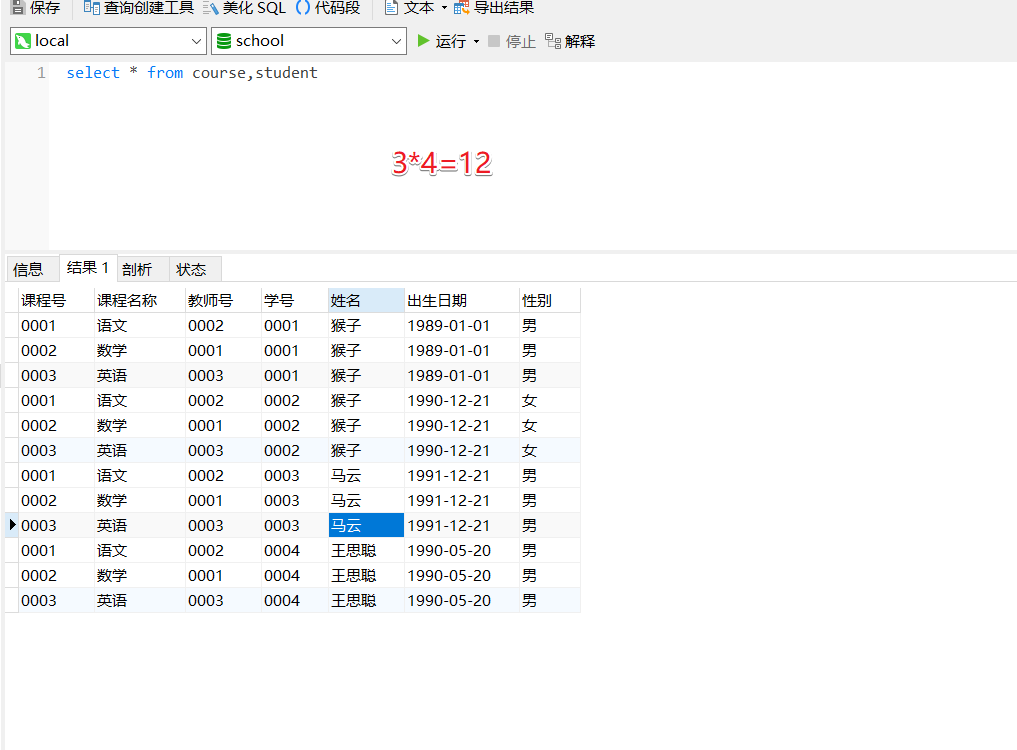 保存 查询创建工具 美化 SQL () 代码段 文本 导出结果
local school 运行 停止 解释
1 select * from course,student
3*4=12
信息 结果 1 剖析 状态
课程号 课程名称 教师号 学号 姓名 出生日期 性别
0001 语文 0002 0001 猴子 1989-01-01 男
0002 数学 0001 0001 猴子 1989-01-01 男
0003 英语 0003 0001 猴子 1989-01-01 男
0001 语文 0002 0002 猴子 1990-12-21 女
0002 数学 0001 0002 猴子 1990-12-21 女
0003 英语 0003 0002 猴子 1990-12-21 女
0001 语文 0002 0003 马云 1991-12-21 男
0002 数学 0001 0003 马云 1991-12-21 男
0003 英语 0003 0003 马云 1991-12-21 男
0001 语文 0002 0004 王思聪 1990-05-20 男
0002 数学 0001 0004 王思聪 1990-05-20 男
0003 英语 0003 0004 王思聪 1990-05-20 男